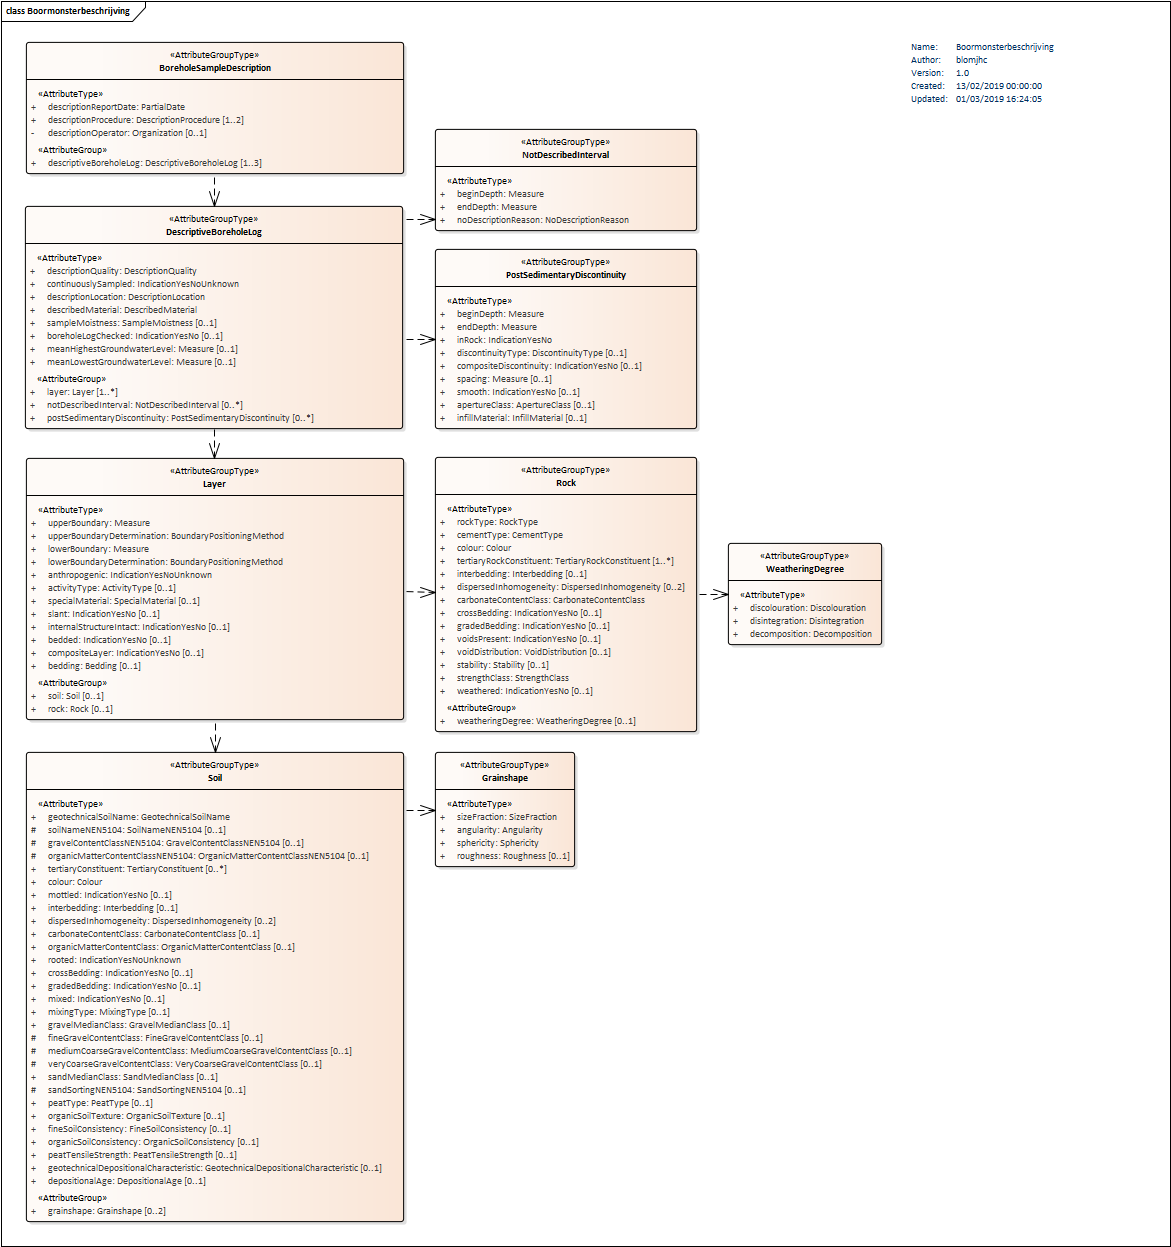 class Boormonsterbeschrijving
Name: Boormonsterbeschrijving
Author: blomjhc
Version: 1.0
Created: 13/02/2019 00:00:00
Updated: 01/03/2019 16:24:05
«AttributeGroupType»
BoreholeSampleDescription
«AttributeType»
+ descriptionReportDate: PartialDate
+ descriptionProcedure: DescriptionProcedure [1..2]
- descriptionOperator: Organization [0..1]
«AttributeGroup»
+ descriptiveBoreholeLog: DescriptiveBoreholeLog [1..3]
«AttributeGroupType»
NotDescribedInterval
«AttributeType»
+ beginDepth: Measure
+ endDepth: Measure
+ noDescriptionReason: NoDescriptionReason
«AttributeGroupType»
DescriptiveBoreholeLog
«AttributeType»
+ descriptionQuality: DescriptionQuality
+ continuouslySampled: IndicationYesNoUnknown
+ descriptionLocation: DescriptionLocation
+ describedMaterial: DescribedMaterial
+ sampleMoistness: SampleMoistness [0..1]
+ boreholeLogChecked: IndicationYesNo [0..1]
+ meanHighestGroundwaterLevel: Measure [0..1]
+ meanLowestGroundwaterLevel: Measure [0..1]
«AttributeGroup»
+ layer: Layer [1..*]
+ notDescribedInterval: NotDescribedInterval [0..*]
+ postSedimentaryDiscontinuity: PostSedimentaryDiscontinuity [0..*]
«AttributeGroupType»
PostSedimentaryDiscontinuity
«AttributeType»
+ beginDepth: Measure
+ endDepth: Measure
+ inRock: IndicationYesNo
+ discontinuityType: DiscontinuityType [0..1]
+ compositeDiscontinuity: IndicationYesNo [0..1]
+ spacing: Measure [0..1]
+ smooth: IndicationYesNo [0..1]
+ apertureClass: ApertureClass [0..1]
+ infillMaterial: InfillMaterial [0..1]
«AttributeGroupType»
Layer
«AttributeType»
+ upperBoundary: Measure
+ upperBoundaryDetermination: BoundaryPositioningMethod
+ lowerBoundary: Measure
+ lowerBoundaryDetermination: BoundaryPositioningMethod
+ anthropogenic: IndicationYesNoUnknown
+ activityType: ActivityType [0..1]
+ specialMaterial: SpecialMaterial [0..1]
+ slant: IndicationYesNo [0..1]
+ internalStructureIntact: IndicationYesNo [0..1]
+ bedded: IndicationYesNo [0..1]
+ compositeLayer: IndicationYesNo [0..1]
+ bedding: Bedding [0..1]
«AttributeGroup»
+ soil: Soil [0..1]
+ rock: Rock [0..1]
«AttributeGroupType»
Rock
«AttributeType»
+ rockType: RockType
+ cementType: CementType
+ colour: Colour
+ tertiaryRockConstituent: TertiaryRockConstituent [1..*]
+ interbedding: Interbedding [0..1]
+ dispersedInhomogeneity: DispersedInhomogeneity [0..2]
+ carbonateContentClass: CarbonateContentClass
+ crossBedding: IndicationYesNo [0..1]
+ gradedBedding: IndicationYesNo [0..1]
+ voidsPresent: IndicationYesNo [0..1]
+ voidDistribution: VoidDistribution [0..1]
+ stability: Stability [0..1]
+ strengthClass: StrengthClass
+ weathered: IndicationYesNo [0..1]
«AttributeGroup»
+ weatheringDegree: WeatheringDegree [0..1]
«AttributeGroupType»
WeatheringDegree
«AttributeType»
+ discolouration: Discolouration
+ disintegration: Disintegration
+ decomposition: Decomposition
«AttributeGroupType»
Soil
«AttributeType»
+ geotechnicalSoilName: GeotechnicalSoilName
# soilNameNEN5104: SoilNameNEN5104 [0..1]
# gravelContentClassNEN5104: GravelContentClassNEN5104 [0..1]
# organicMatterContentClassNEN5104: OrganicMatterContentClassNEN5104 [0..1]
+ tertiaryConstituent: TertiaryConstituent [0..*]
+ colour: Colour
+ mottled: IndicationYesNo [0..1]
+ interbedding: Interbedding [0..1]
+ dispersedInhomogeneity: DispersedInhomogeneity [0..2]
+ carbonateContentClass: CarbonateContentClass [0..1]
+ organicMatterContentClass: OrganicMatterContentClass [0..1]
+ rooted: IndicationYesNoUnknown
+ crossBedding: IndicationYesNo [0..1]
+ gradedBedding: IndicationYesNo [0..1]
+ mixed: IndicationYesNo [0..1]
+ mixingType: MixingType [0..1]
+ gravelMedianClass: GravelMedianClass [0..1]
# fineGravelContentClass: FineGravelContentClass [0..1]
# mediumCoarseGravelContentClass: MediumCoarseGravelContentClass [0..1]
# veryCoarseGravelContentClass: VeryCoarseGravelContentClass [0..1]
+ sandMedianClass: SandMedianClass [0..1]
# sandSortingNEN5104: SandSortingNEN5104 [0..1]
+ peatType: PeatType [0..1]
+ organicSoilTexture: OrganicSoilTexture [0..1]
+ fineSoilConsistency: FineSoilConsistency [0..1]
+ organicSoilConsistency: OrganicSoilConsistency [0..1]
+ peatTensileStrength: PeatTensileStrength [0..1]
+ geotechnicalDepositionalCharacteristic: GeotechnicalDepositionalCharacteristic [0..1]
+ depositionalAge: DepositionalAge [0..1]
«AttributeGroup»
+ grainshape: Grainshape [0..2]
«AttributeGroupType»
Grainshape
«AttributeType»
+ sizeFraction: SizeFraction
+ angularity: Angularity
+ sphericity: Sphericity
+ roughness: Roughness [0..1]